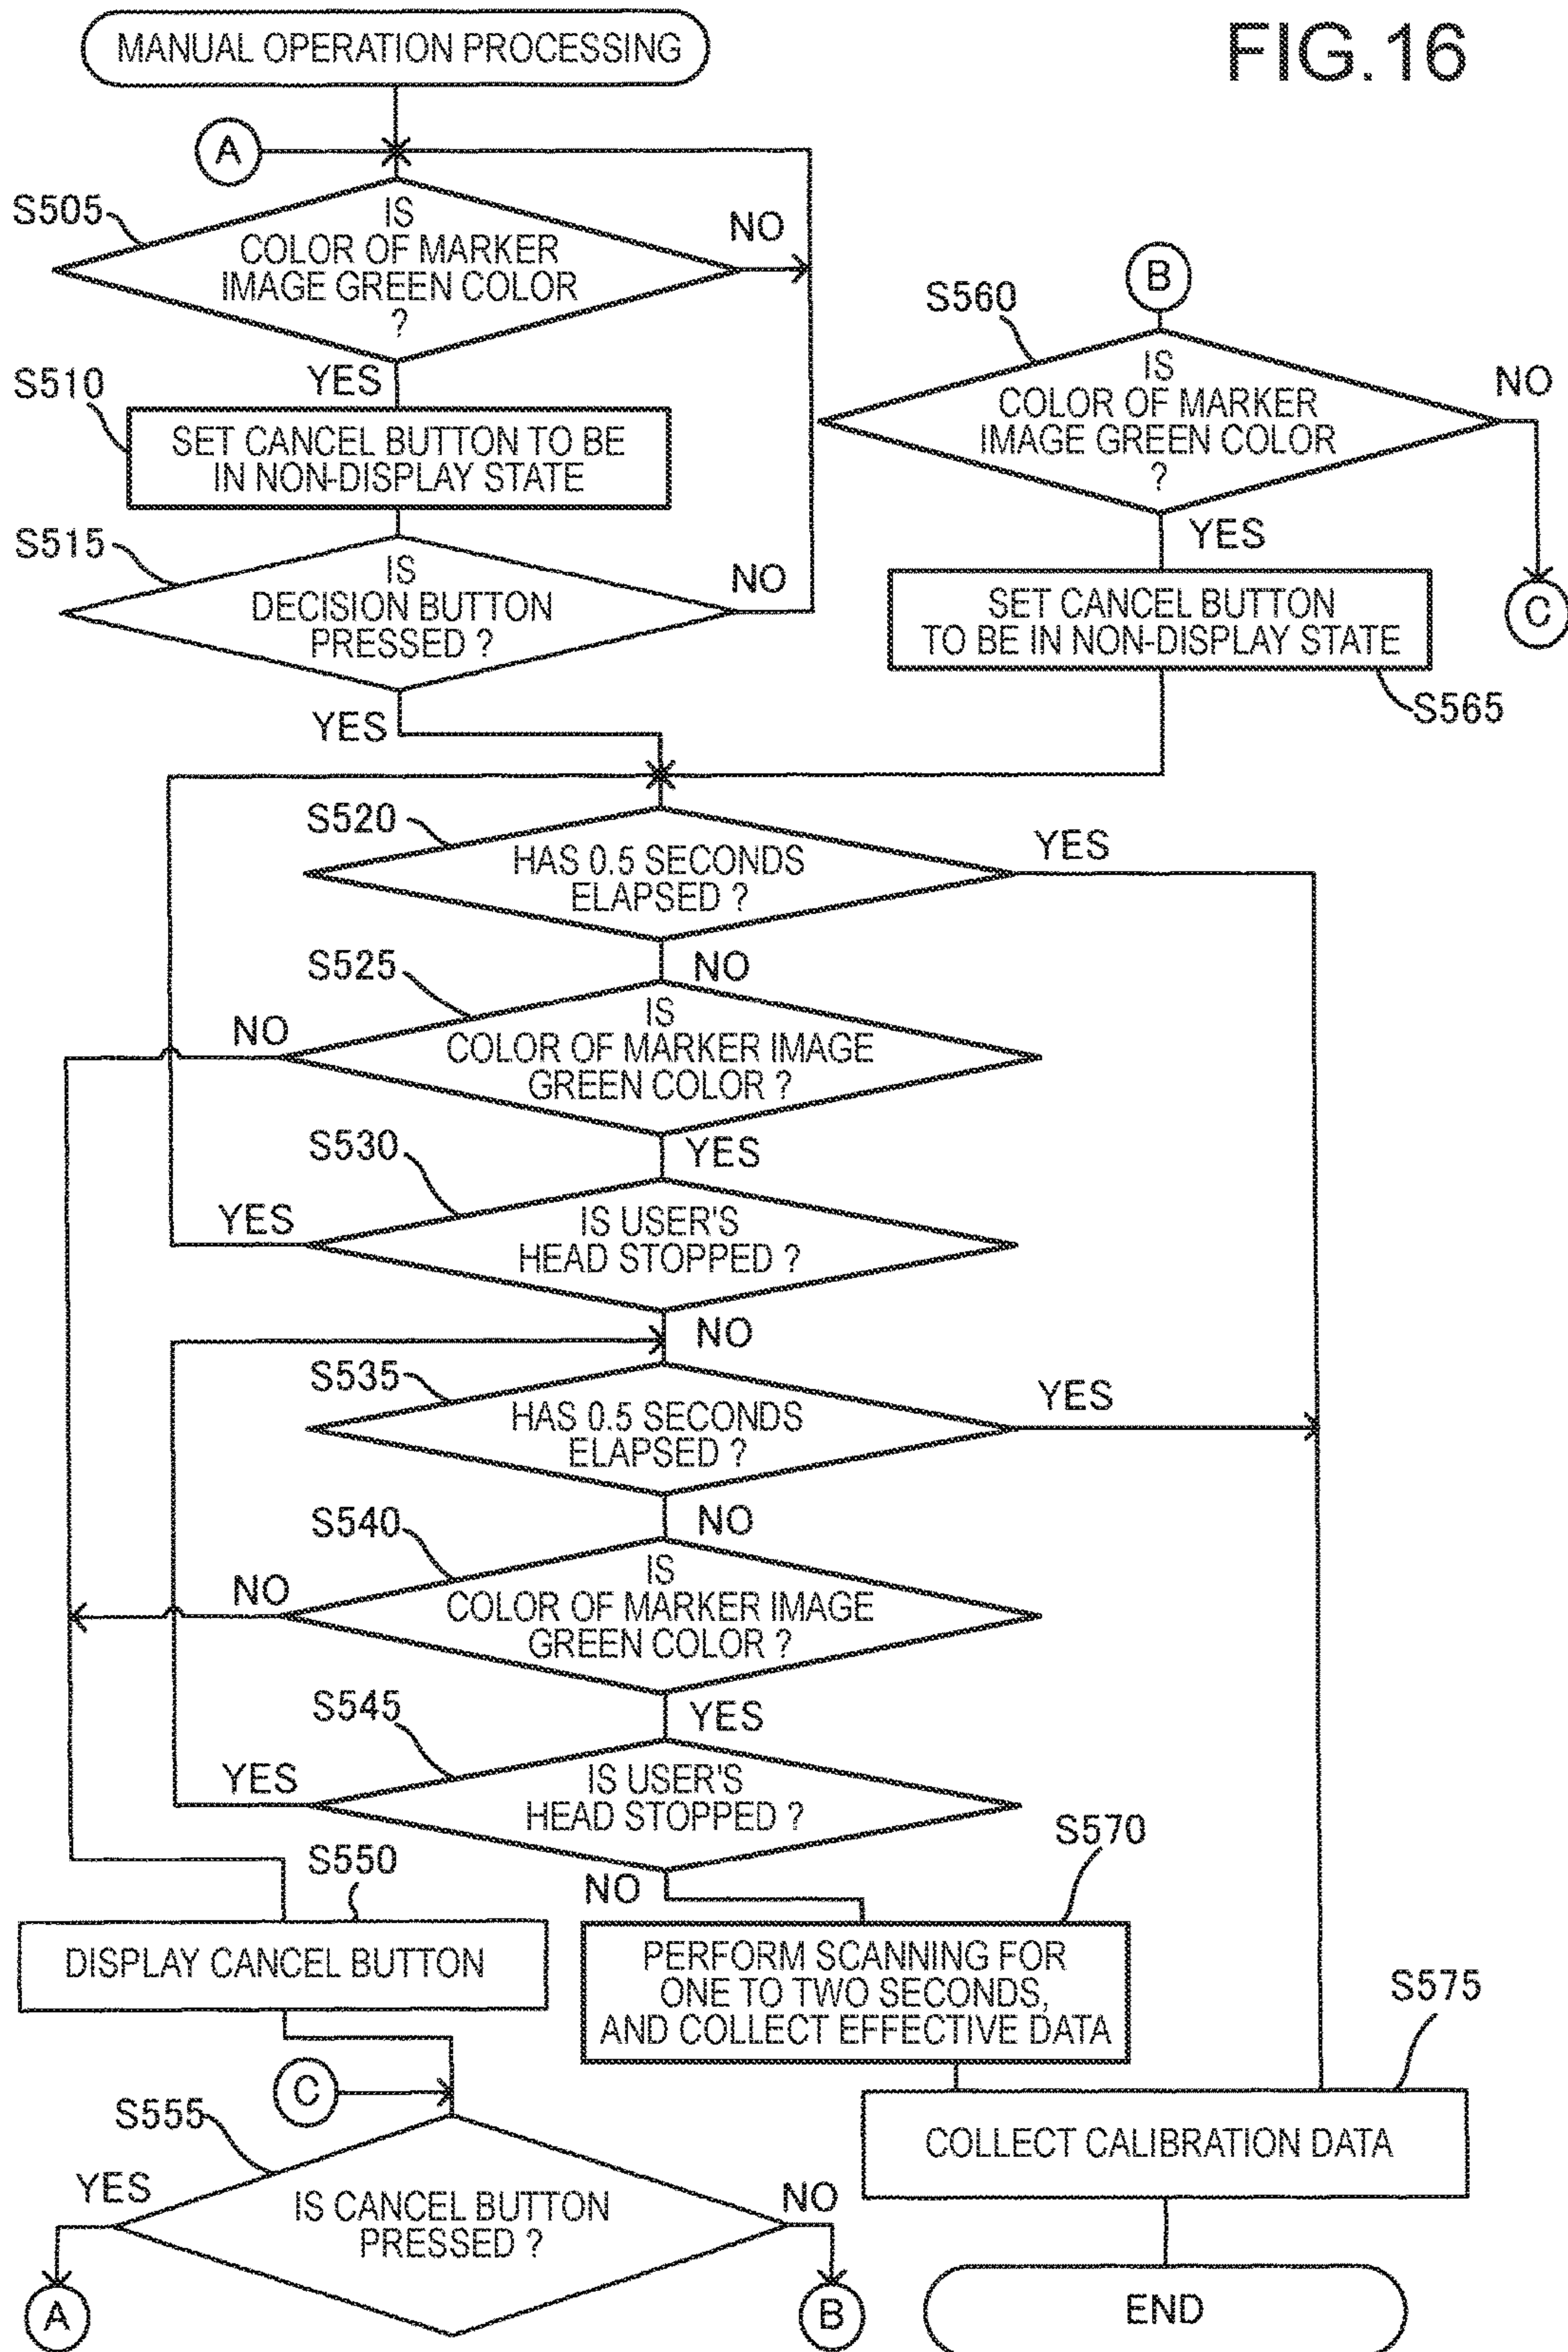 FIG.16
MANUAL OPERATION PROCESSING
A
S505
IS
COLOR OF MARKER
IMAGE GREEN COLOR
?
NO
YES
S510
SET CANCEL BUTTON TO BE
IN NON-DISPLAY STATE
S515
IS
DECISION BUTTON
PRESSED ?
NO
YES
B
S560
IS
COLOR OF MARKER
IMAGE GREEN COLOR
?
NO
YES
C
SET CANCEL BUTTON
TO BE IN NON-DISPLAY STATE
S565
S520
HAS 0.5 SECONDS
ELAPSED ?
YES
NO
S525
IS
COLOR OF MARKER IMAGE
GREEN COLOR ?
NO
YES
S530
IS USER'S
HEAD STOPPED ?
YES
NO
S535
HAS 0.5 SECONDS
ELAPSED ?
YES
NO
S540
IS
COLOR OF MARKER IMAGE
GREEN COLOR ?
NO
YES
S545
IS USER'S
HEAD STOPPED ?
YES
NO
S550
DISPLAY CANCEL BUTTON
S570
PERFORM SCANNING FOR
ONE TO TWO SECONDS,
AND COLLECT EFFECTIVE DATA
S575
COLLECT CALIBRATION DATA
C
S555
IS CANCEL BUTTON
PRESSED ?
YES
NO
A
B
END